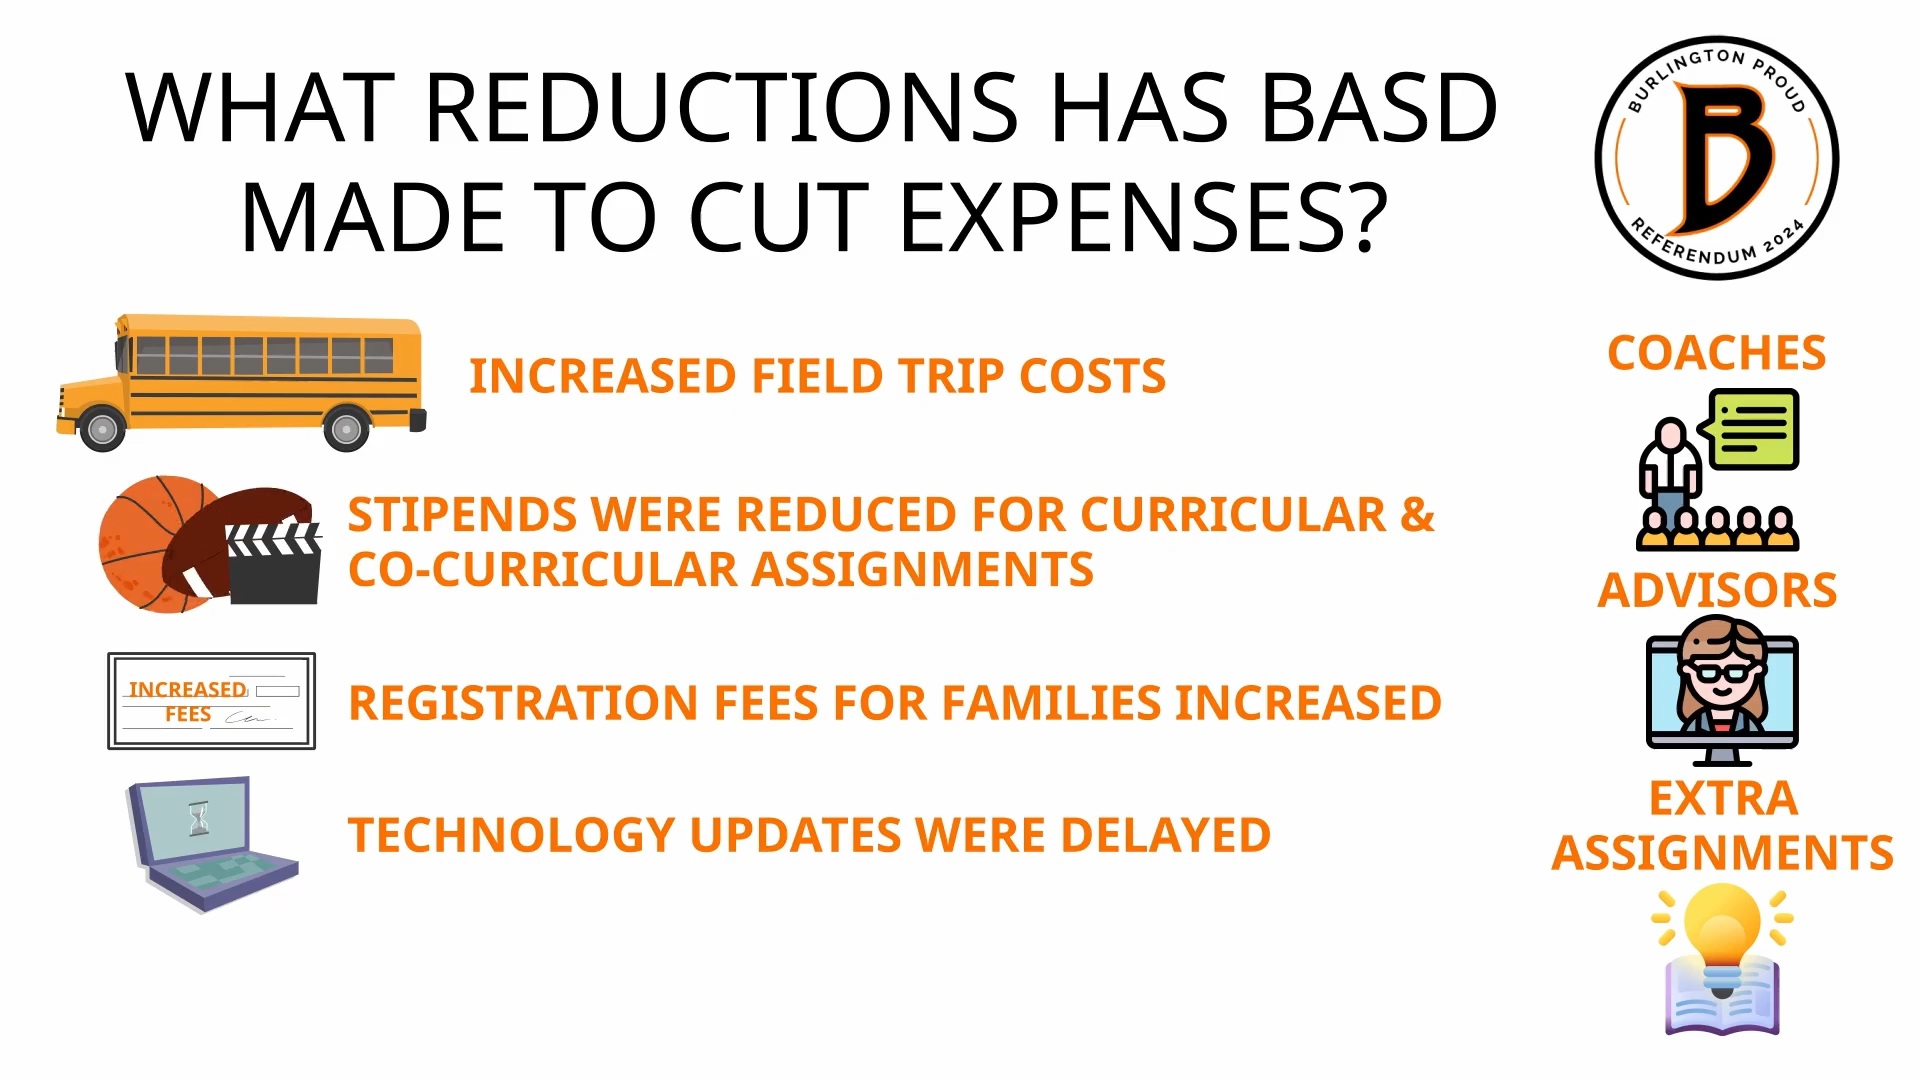 WHAT REDUCTIONS HAS BASD
MADE TO CUT EXPENSES?
BURLINGTON PROUD
B
REFERENDUM 2024
INCREASED FIELD TRIP COSTS
STIPENDS WERE REDUCED FOR CURRICULAR &
CO-CURRICULAR ASSIGNMENTS
INCREASED
FEES
REGISTRATION FEES FOR FAMILIES INCREASED
TECHNOLOGY UPDATES WERE DELAYED
COACHES
ADVISORS
EXTRA
ASSIGNMENTS